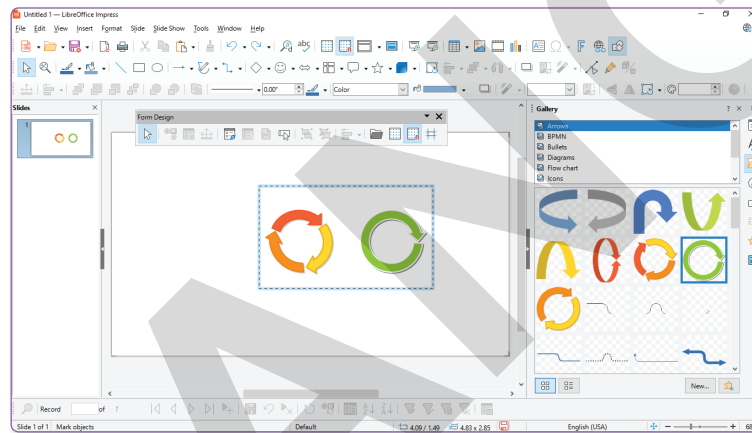 Untitled 1 — LibreOffice Impress
File Edit View Insert Format Slide Slide Show Tools Window Help
0.00" Color
Slides
1
Form Design
Gallery
Arrows
BPMN
Bullets
Diagrams
Flow chart
Icons
New...
Record of ?
Slide 1 of 1 Mark objects Default 4.09 / 1.49 4.83 x 2.85 English (USA)